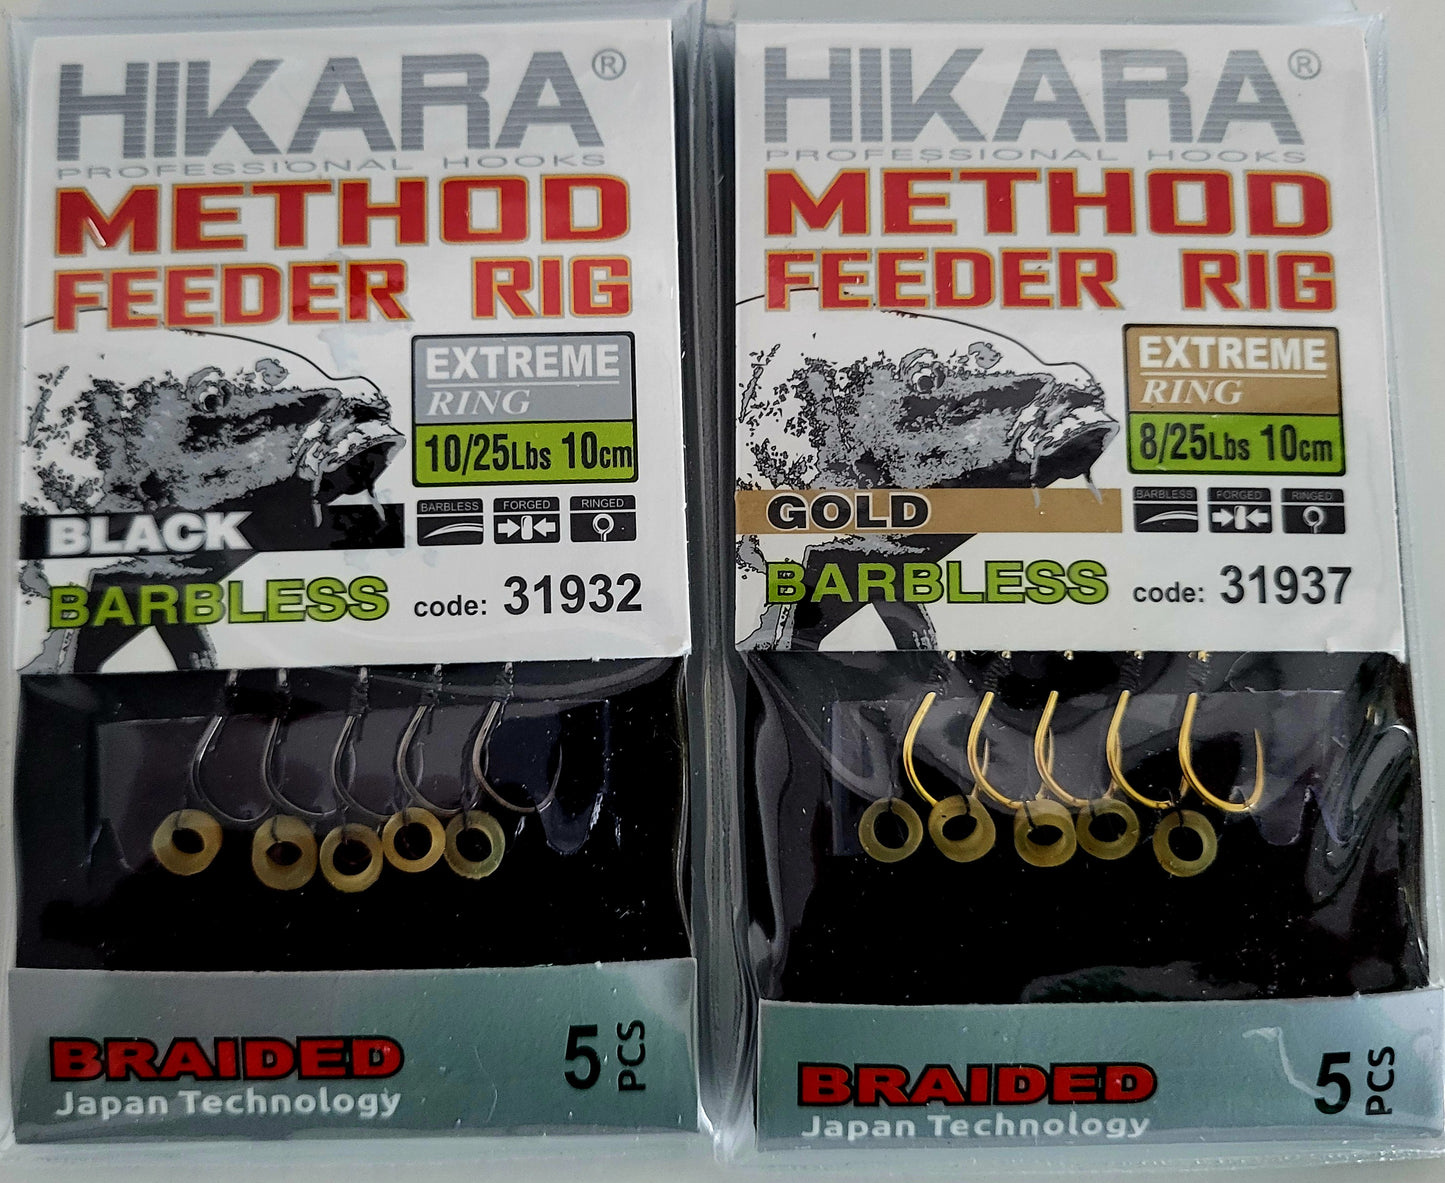 HIKARA®
PROFESSIONAL HOOKS
METHOD
FEEDER RIG
EXTREME
RING
10/25Lbs 10cm
BARBLESS FORGED RINGED
BLACK
BARBLESS code: 31932
BRAIDED
Japan Technology
5 PCS
HIKARA®
PROFESSIONAL HOOKS
METHOD
FEEDER RIG
EXTREME
RING
8/25Lbs 10cm
BARBLESS FORGED RINGED
GOLD
BARBLESS code: 31937
BRAIDED
Japan Technology
5 PCS